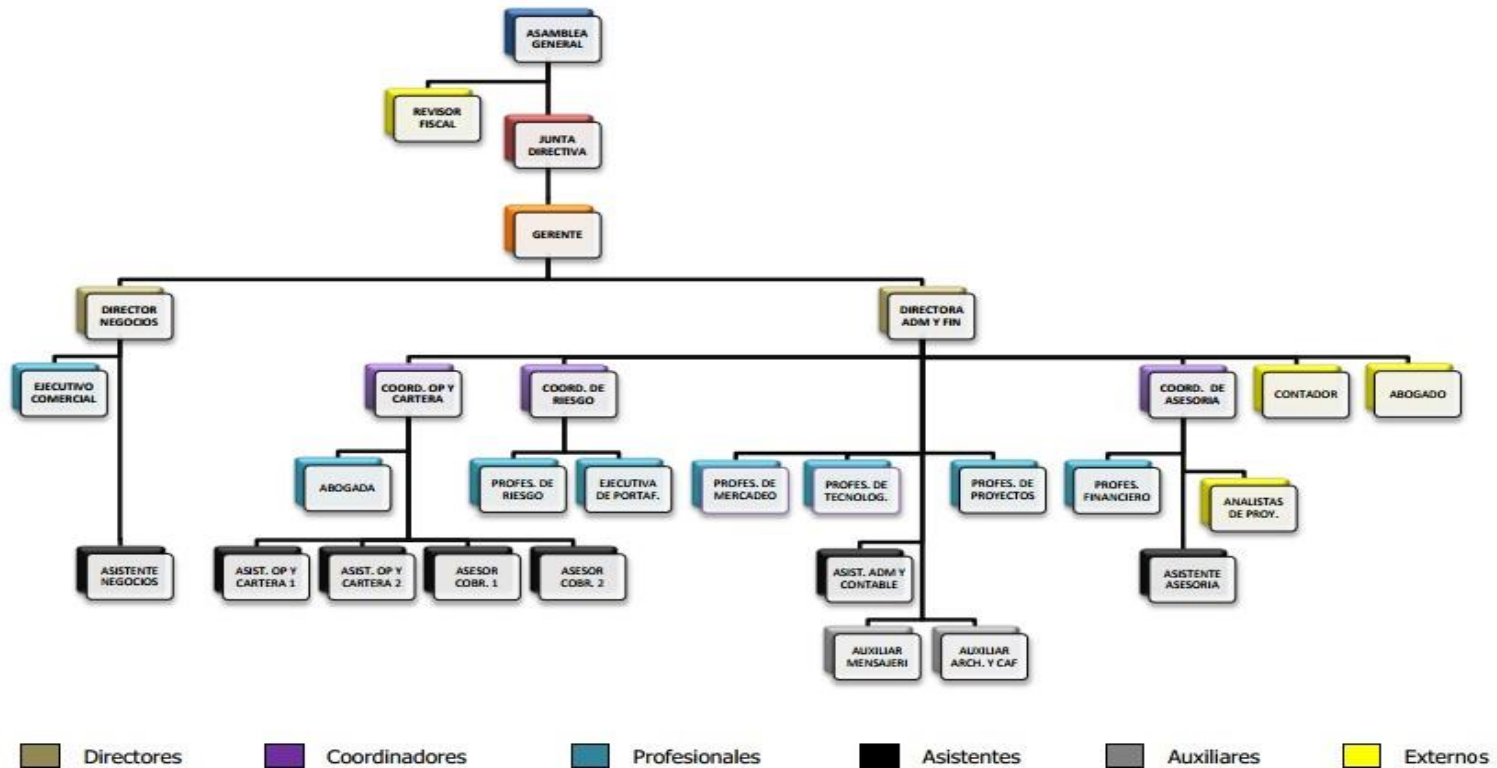 ASAMBLEA
GENERAL
REVISOR
FISCAL
JUNTA
DIRECTIVA
GERENTE
DIRECTOR
NEGOCIOS
DIRECTORA
ADM Y FIN
EJECUTIVO
COMERCIAL
COORD. OP Y
CARTERA
COORD. DE
RIESGO
COORD. DE
ASESORIA
CONTADOR
ABOGADO
ABOGADA
PROFES. DE
RIESGO
EJECUTIVA
DE PORTAF.
PROFES. DE
MERCADEO
PROFES. DE
TECNOLOG.
PROFES. DE
PROYECTOS
PROFES.
FINANCIERO
ANALISTAS
DE PROY.
ASISTENTE
NEGOCIOS
ASIST. OP Y
CARTERA 1
ASIST. OP Y
CARTERA 2
ASESOR
COBR. 1
ASESOR
COBR. 2
ASIST. ADM Y
CONTABLE
ASISTENTE
ASESORIA
AUXILIAR
MENSAJERI
AUXILIAR
ARCH. Y CAF
Directores
Coordinadores
Profesionales
Asistentes
Auxiliares
Externos